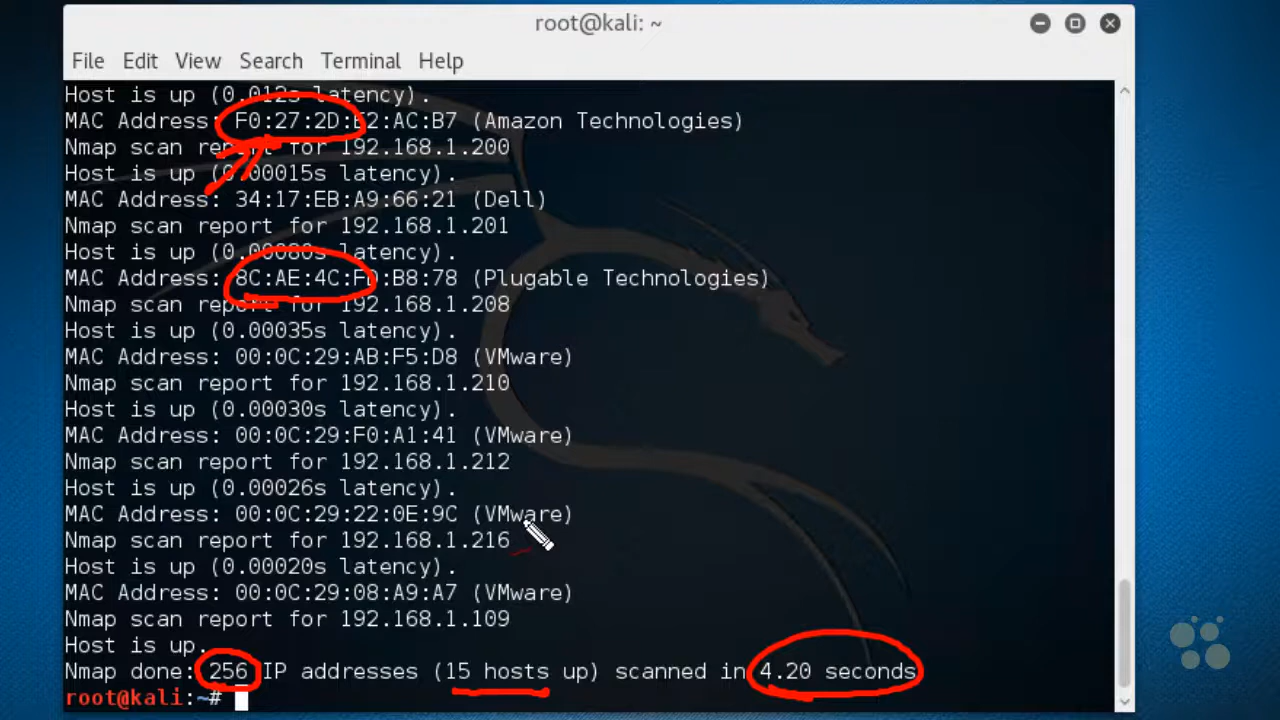 root@kali: ~
File Edit View Search Terminal Help
Host is up (0.012s latency).
MAC Address: F0:27:2D:E2:AC:B7 (Amazon Technologies)
Nmap scan report for 192.168.1.200
Host is up (0.00015s latency).
MAC Address: 34:17:EB:A9:66:21 (Dell)
Nmap scan report for 192.168.1.201
Host is up (0.00080s latency).
MAC Address: 8C:AE:4C:FD:B8:78 (Plugable Technologies)
Nmap scan report for 192.168.1.208
Host is up (0.00035s latency).
MAC Address: 00:0C:29:AB:F5:D8 (VMware)
Nmap scan report for 192.168.1.210
Host is up (0.00030s latency).
MAC Address: 00:0C:29:F0:A1:41 (VMware)
Nmap scan report for 192.168.1.212
Host is up (0.00026s latency).
MAC Address: 00:0C:29:22:0E:9C (VMware)
Nmap scan report for 192.168.1.216
Host is up (0.00020s latency).
MAC Address: 00:0C:29:08:A9:A7 (VMware)
Nmap scan report for 192.168.1.109
Host is up.
Nmap done: 256 IP addresses (15 hosts up) scanned in 4.20 seconds
root@kali:~#